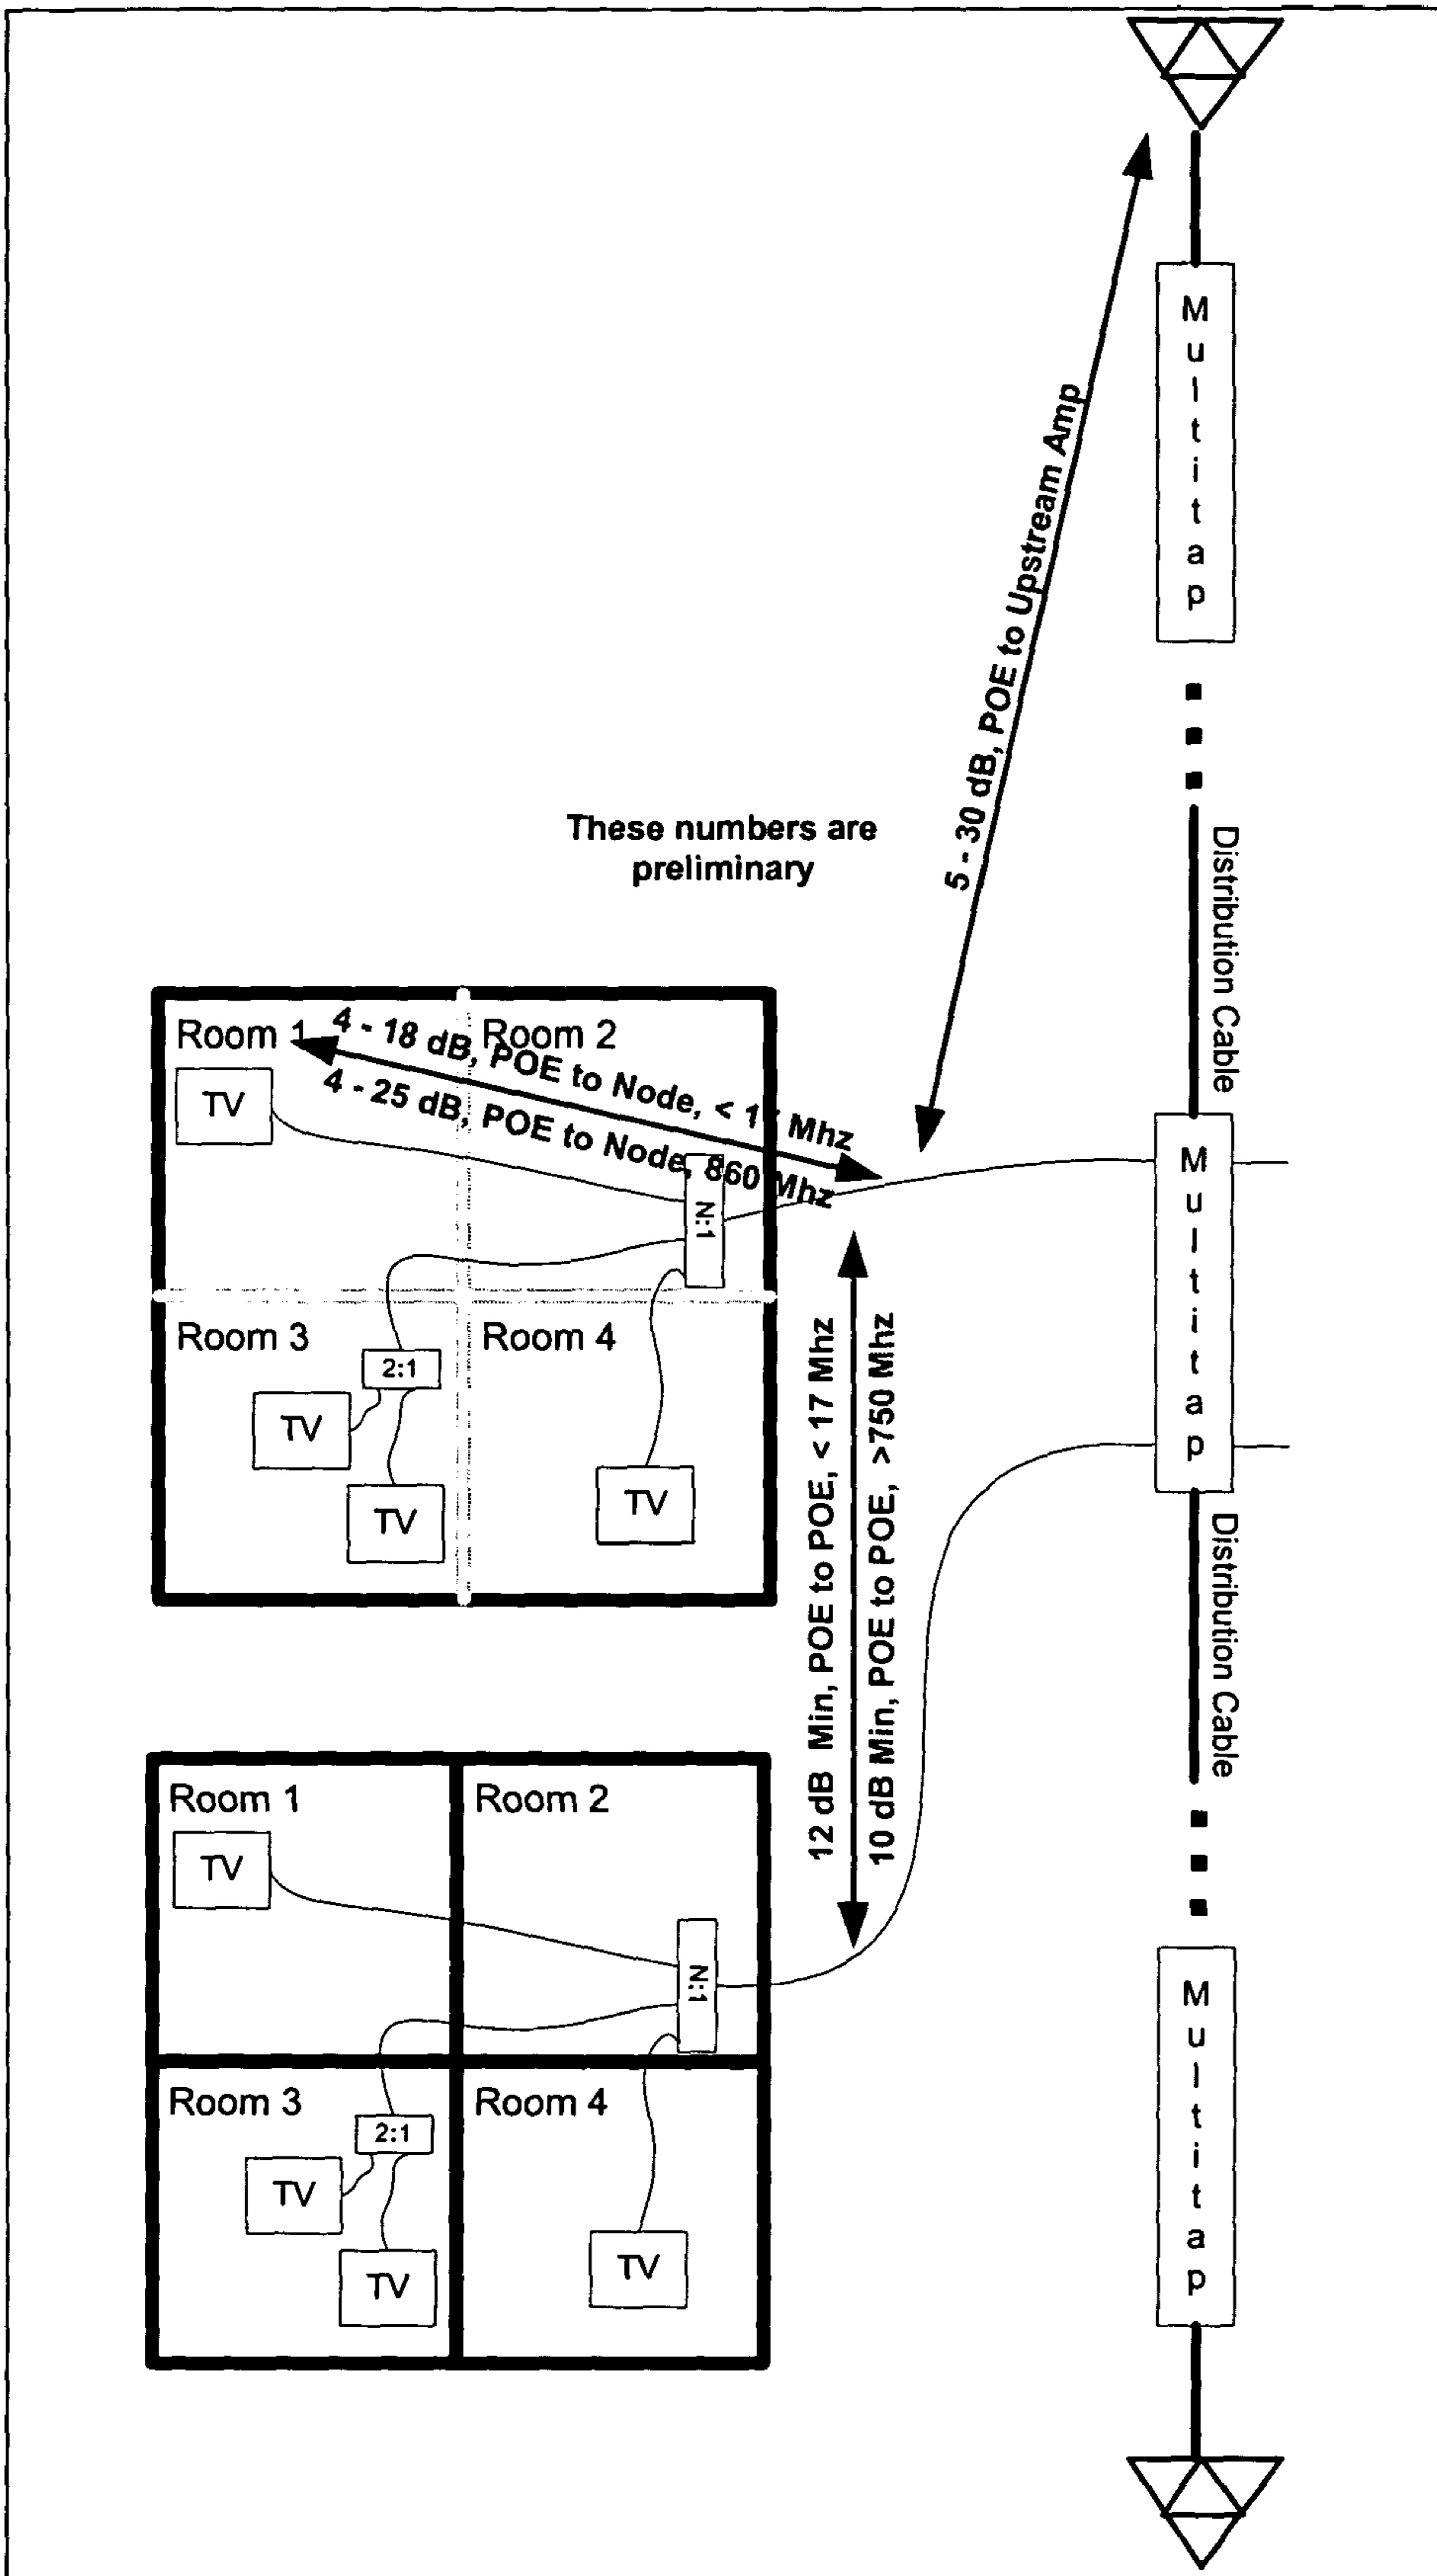 Multitap
5 - 30 dB, POE to Upstream Amp
These numbers are
preliminary
Distribution Cable
Room 1
Room 2
4 - 18 dB, POE to Node, < 17 Mhz
4 - 25 dB, POE to Node, 860 Mhz
TV
N:1
Multitap
Room 3
Room 4
2:1
TV
TV
TV
12 dB Min, POE to POE, < 17 Mhz
10 dB Min, POE to POE, >750 Mhz
Distribution Cable
Room 1
Room 2
TV
N:1
Room 3
Room 4
2:1
TV
TV
TV
Multitap